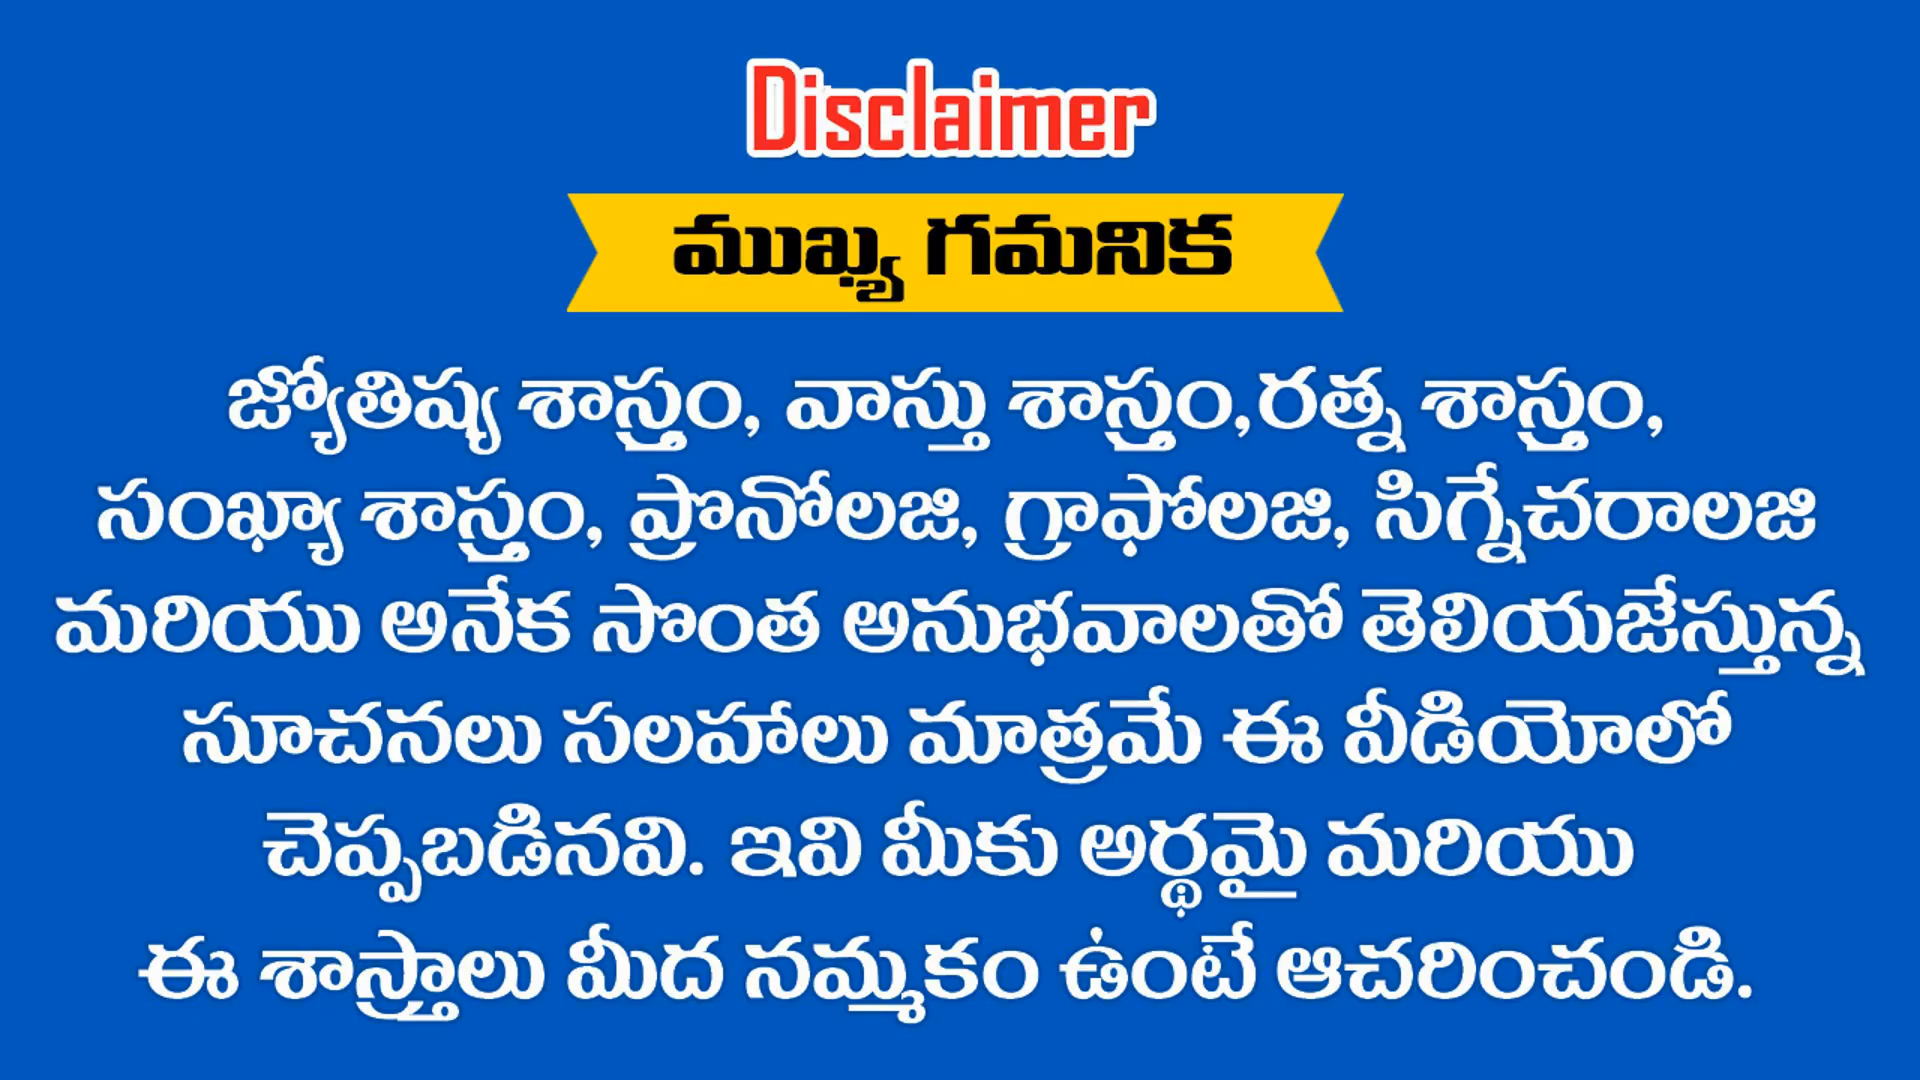 Disclaimer
ముఖ్య గమనిక
జ్యోతిష్య శాస్త్రం, వాస్తు శాస్త్రం,రత్న శాస్త్రం,
సంఖ్యా శాస్త్రం, ప్రొనోలజి, గ్రాఫోలజి, సిగ్నేచరాలజి
మరియు అనేక సొంత అనుభవాలతో తెలియజేస్తున్న
సూచనలు సలహాలు మాత్రమే ఈ వీడియోలో
చెప్పబడినవి. ఇవి మీకు అర్థమై మరియు
ఈ శాస్త్రాలు మీద నమ్మకం ఉంటే ఆచరించండి.